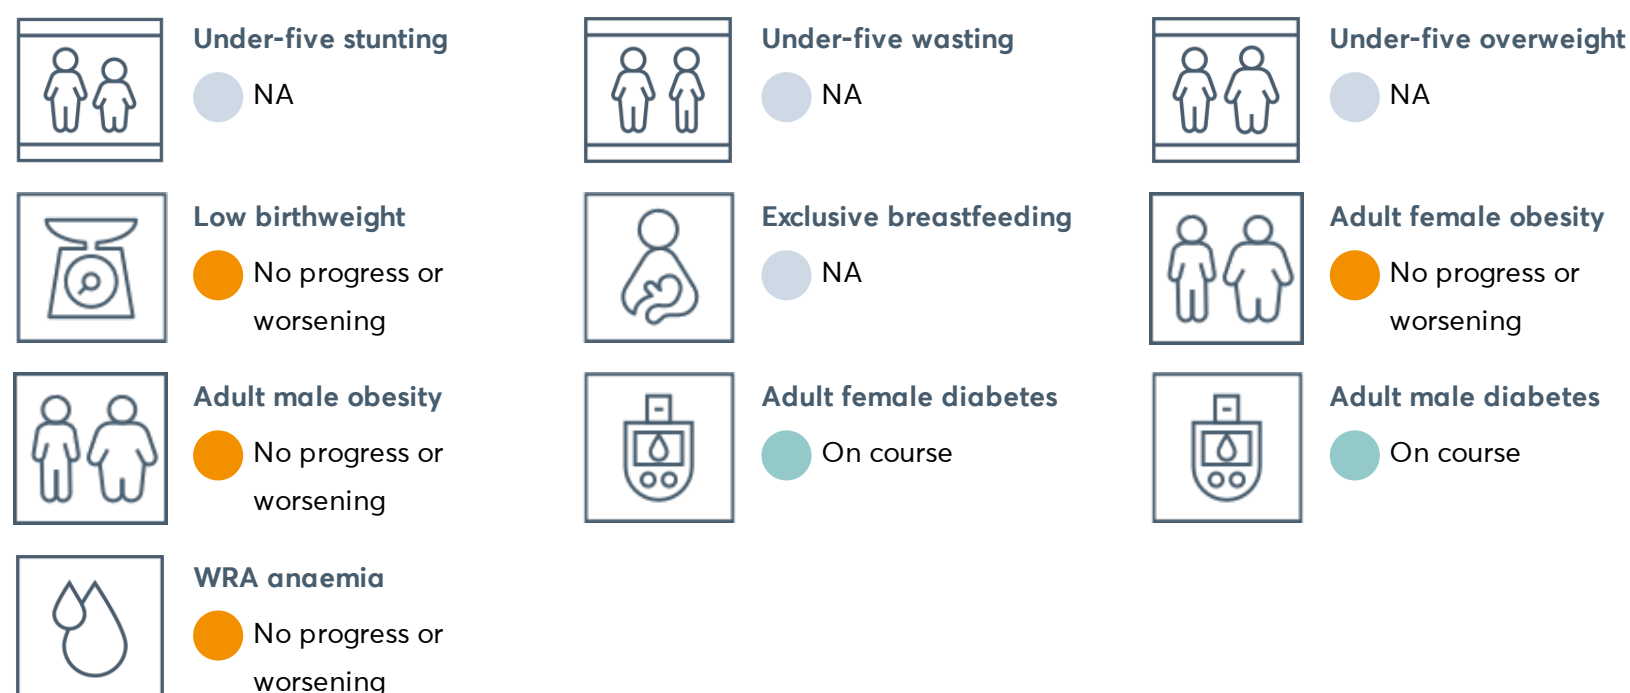 Under-five stunting
NA
Under-five wasting
NA
Under-five overweight
NA
Low birthweight
No progress or
worsening
Exclusive breastfeeding
NA
Adult female obesity
No progress or
worsening
Adult male obesity
No progress or
worsening
Adult female diabetes
On course
Adult male diabetes
On course
WRA anaemia
No progress or
worsening